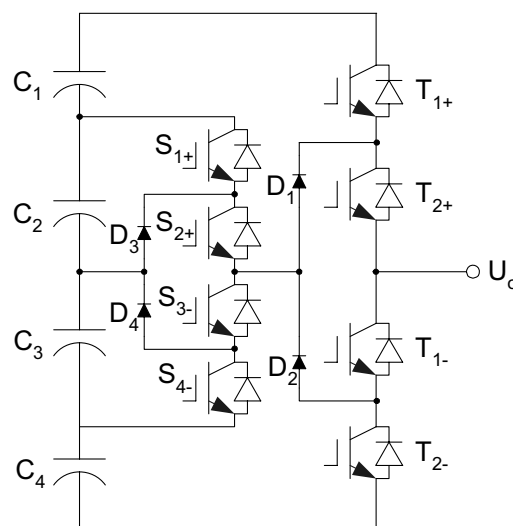 C1
T1+
S1+
D1
T2+
C2
D3
S2+
Uo
D4
S3-
C3
D2
T1-
S4-
C4
T2-